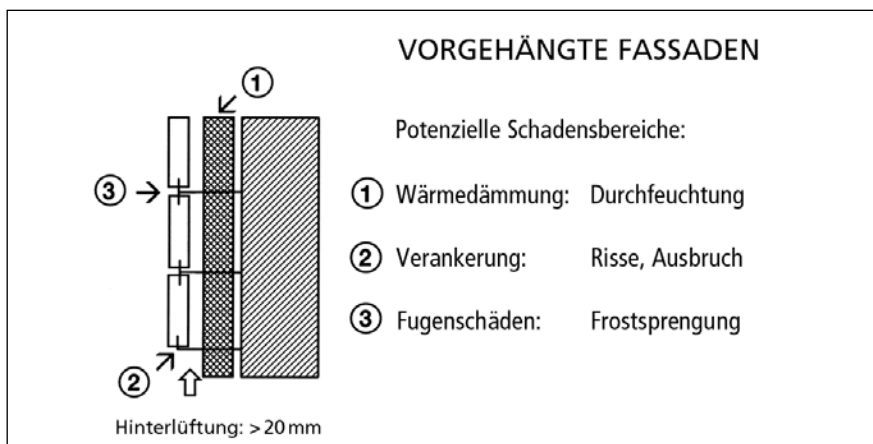 VORGEHÄNGTE FASSADEN
Potenzielle Schadensbereiche:
① Wärmedämmung: Durchfeuchtung
② Verankerung: Risse, Ausbruch
③ Fugenschäden: Frostsprengung
①
③
②
Hinterlüftung: > 20 mm